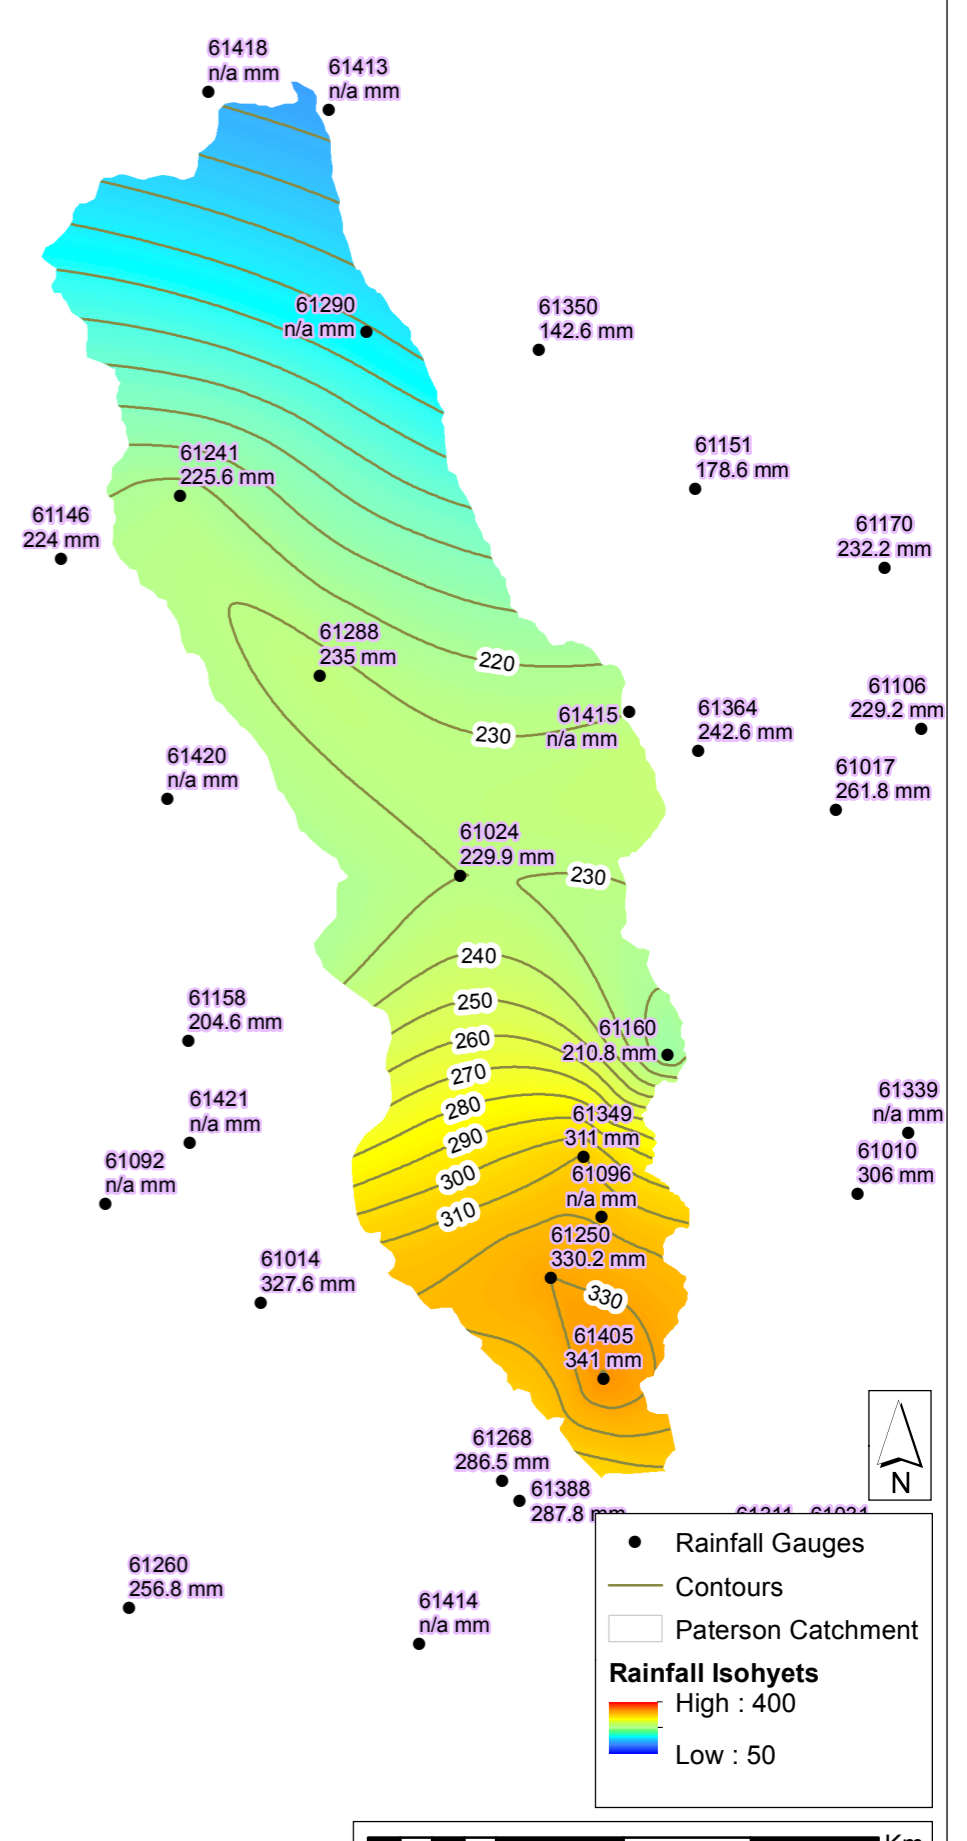 61418
n/a mm
61413
n/a mm
61290
n/a mm
61350
142.6 mm
61241
225.6 mm
61151
178.6 mm
61146
224 mm
61170
232.2 mm
61288
235 mm
220
61415
n/a mm
230
61364
242.6 mm
61106
229.2 mm
61420
n/a mm
61017
261.8 mm
61024
229.9 mm
230
240
61158
204.6 mm
250
61160
210.8 mm
260
270
280
61421
n/a mm
61349
311 mm
61339
n/a mm
290
61092
n/a mm
300
61096
n/a mm
61010
306 mm
310
61250
330.2 mm
61014
327.6 mm
330
61405
341 mm
N
61268
286.5 mm
61388
287.8 mm
61260
256.8 mm
61414
n/a mm
Rainfall Gauges
Contours
Paterson Catchment
Rainfall Isohyets
High : 400
Low : 50
Km